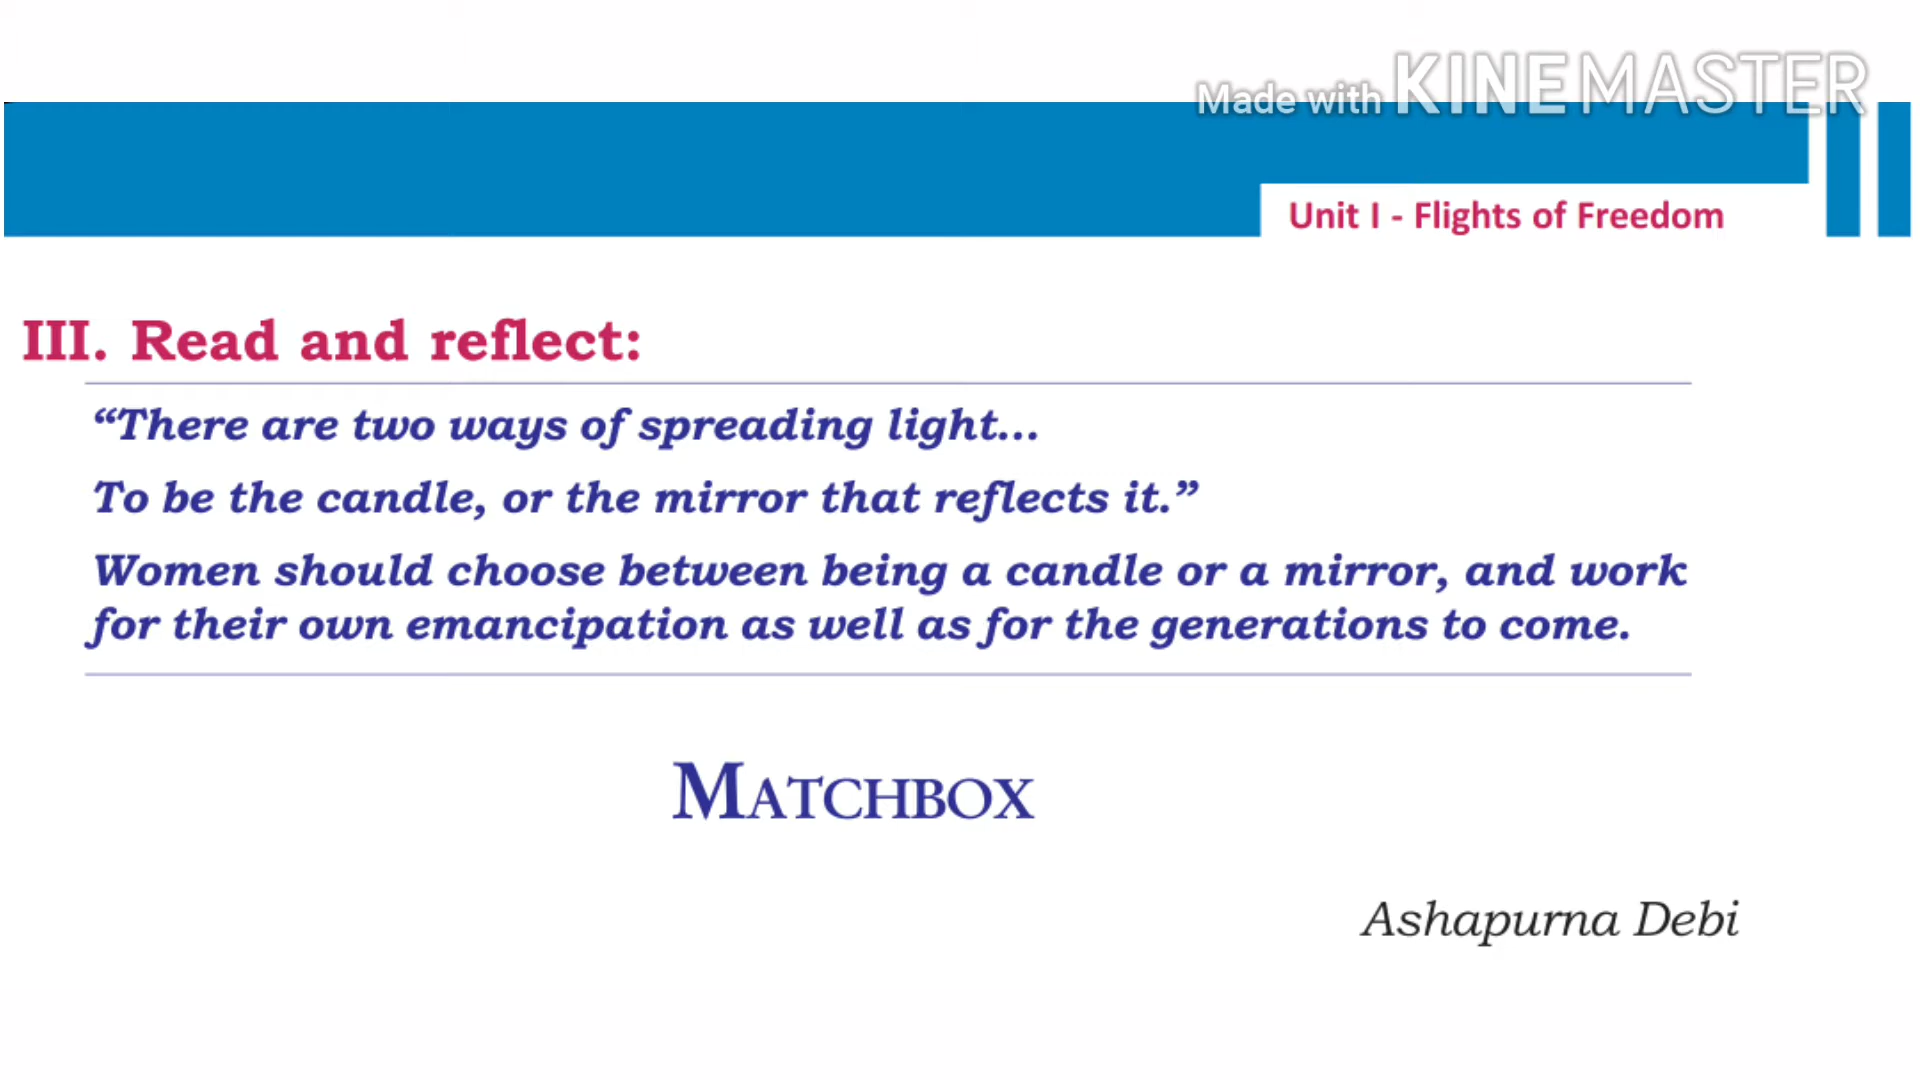 Made with KINEMASTER
Unit I - Flights of Freedom
III. Read and reflect:
“There are two ways of spreading light...
To be the candle, or the mirror that reflects it.”
Women should choose between being a candle or a mirror, and work
for their own emancipation as well as for the generations to come.
MATCHBOX
Ashapurna Debi